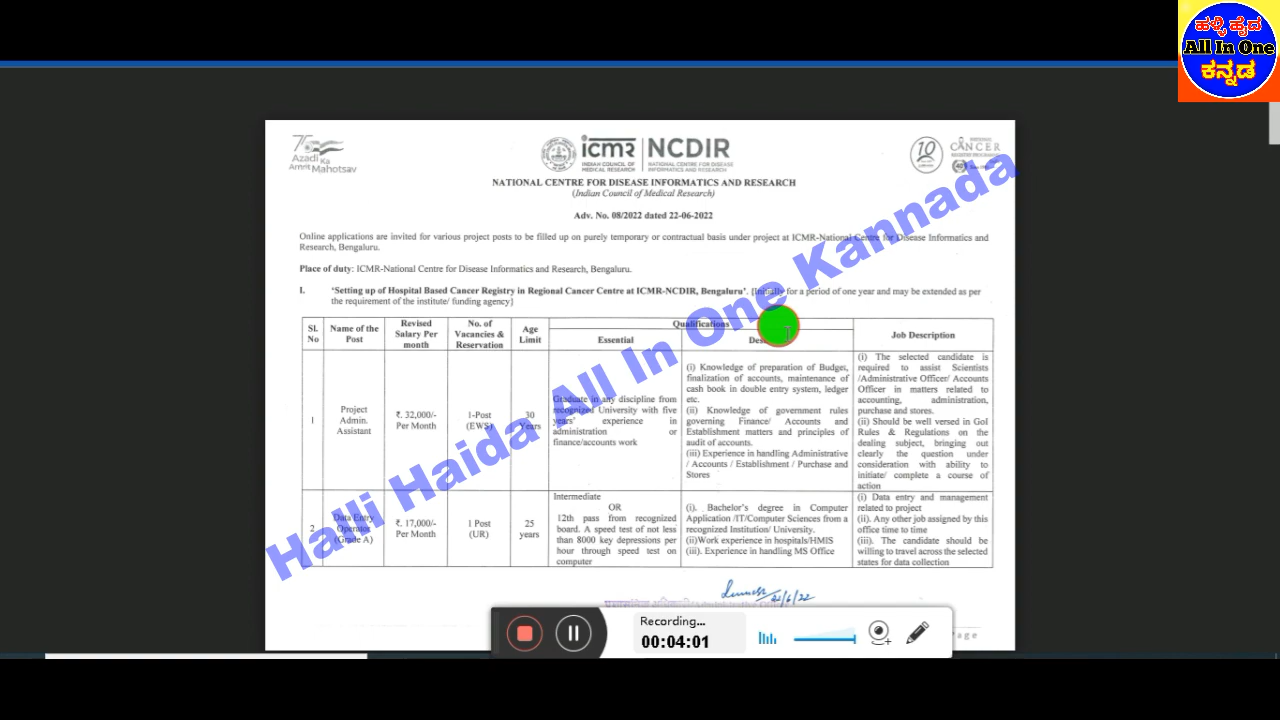 ಹಳ್ಳಿ ಹೈದ
All In One
ಕನ್ನಡ
Azadi Ka
Amrit Mahotsav
icmr NCDIR
INDIAN COUNCIL OF
MEDICAL RESEARCH
NATIONAL CENTRE FOR DISEASE
INFORMATICS AND RESEARCH
CANCER
NATIONAL CENTRE FOR DISEASE INFORMATICS AND RESEARCH
(Indian Council of Medical Research)
Adv. No. 08/2022 dated 22-06-2022
Online applications are invited for various project posts to be filled up on purely temporary or contractual basis under project at ICMR-National Centre for Disease Informatics and
Research, Bengaluru.
Place of duty: ICMR-National Centre for Disease Informatics and Research, Bengaluru.
I. 'Setting up of Hospital Based Cancer Registry in Regional Cancer Centre at ICMR-NCDIR, Bengaluru'. {Initially for a period of one year and may be extended as per
the requirement of the institute/ funding agency}
Sl. No
Name of the Post
Revised Salary Per month
No. of Vacancies & Reservation
Age Limit
Qualifications
Essential
Job Description
1
Project
Admin.
Assistant
₹. 32,000/-
Per Month
1-Post
(EWS)
30
Years
Graduate in any discipline from
recognized University with five
years' experience in
administration or
finance/accounts work
(i) Knowledge of preparation of Budget,
finalization of accounts, maintenance of
cash book in double entry system, ledger
etc.
(ii) Knowledge of government rules
governing Finance/ Accounts and
Establishment matters and principles of
audit of accounts.
(iii) Experience in handling Administrative
/ Accounts / Establishment / Purchase and
Stores
(i) The selected candidate is
required to assist Scientists
/Administrative Officer/ Accounts
Officer in matters related to
accounting, administration,
purchase and stores.
(ii) Should be well versed in GoI
Rules & Regulations on the
dealing subject, bringing out
clearly the question under
consideration with ability to
initiate/ complete a course of
action
2
Data Entry
Operator
(Grade A)
₹. 17,000/-
Per Month
1 Post
(UR)
25
years
Intermediate
OR
12th pass from recognized
board. A speed test of not less
than 8000 key depressions per
hour through speed test on
computer
(i). Bachelor's degree in Computer
Application /IT/Computer Sciences from a
recognized Institution/ University.
(ii)Work experience in hospitals/HMIS
(iii). Experience in handling MS Office
(i) Data entry and management
related to project
(ii). Any other job assigned by this
office time to time
(iii). The candidate should be
willing to travel across the selected
states for data collection
Halli Haida All In One Kannada
22/6/22
Recording...
00:04:01